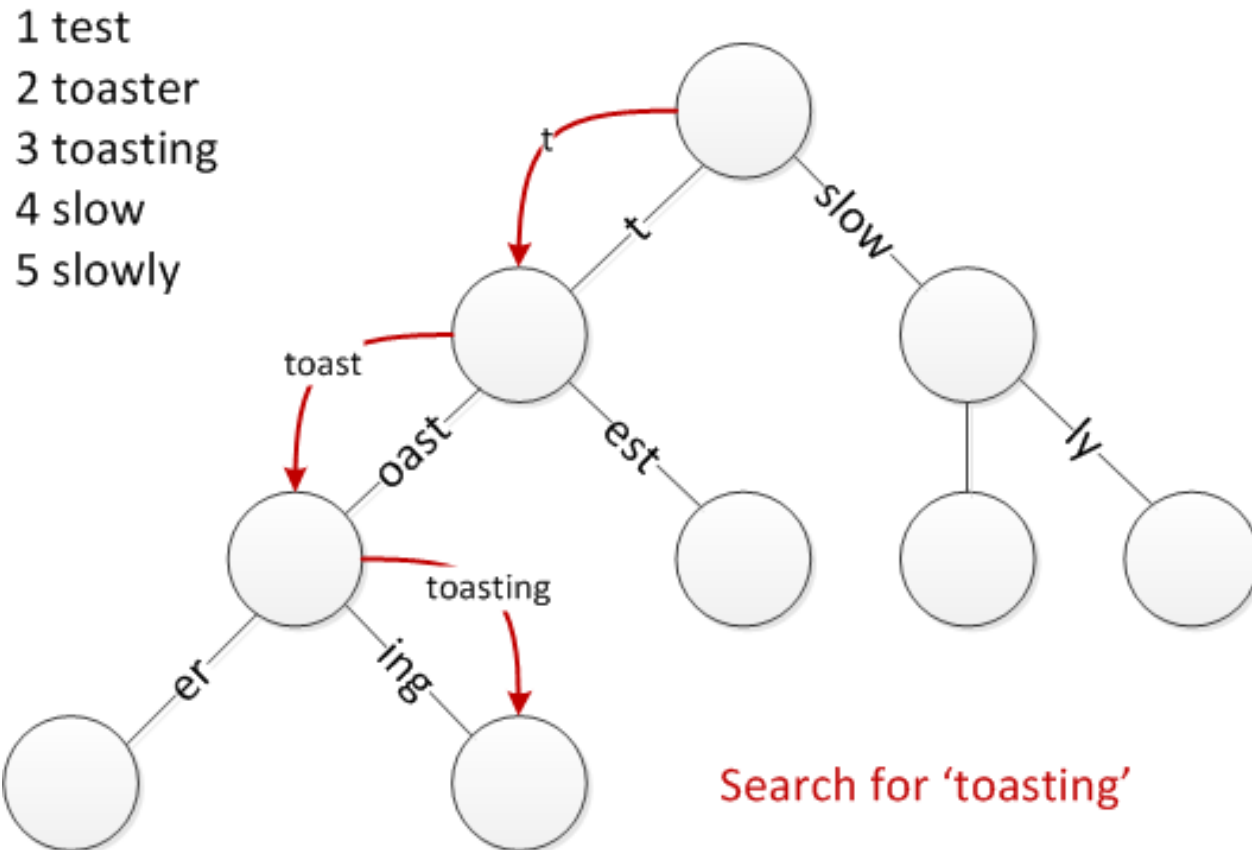 1 test
2 toaster
3 toasting
4 slow
5 slowly
t
t
slow
toast
oast
est
ly
toasting
er
ing
Search for ‘toasting’